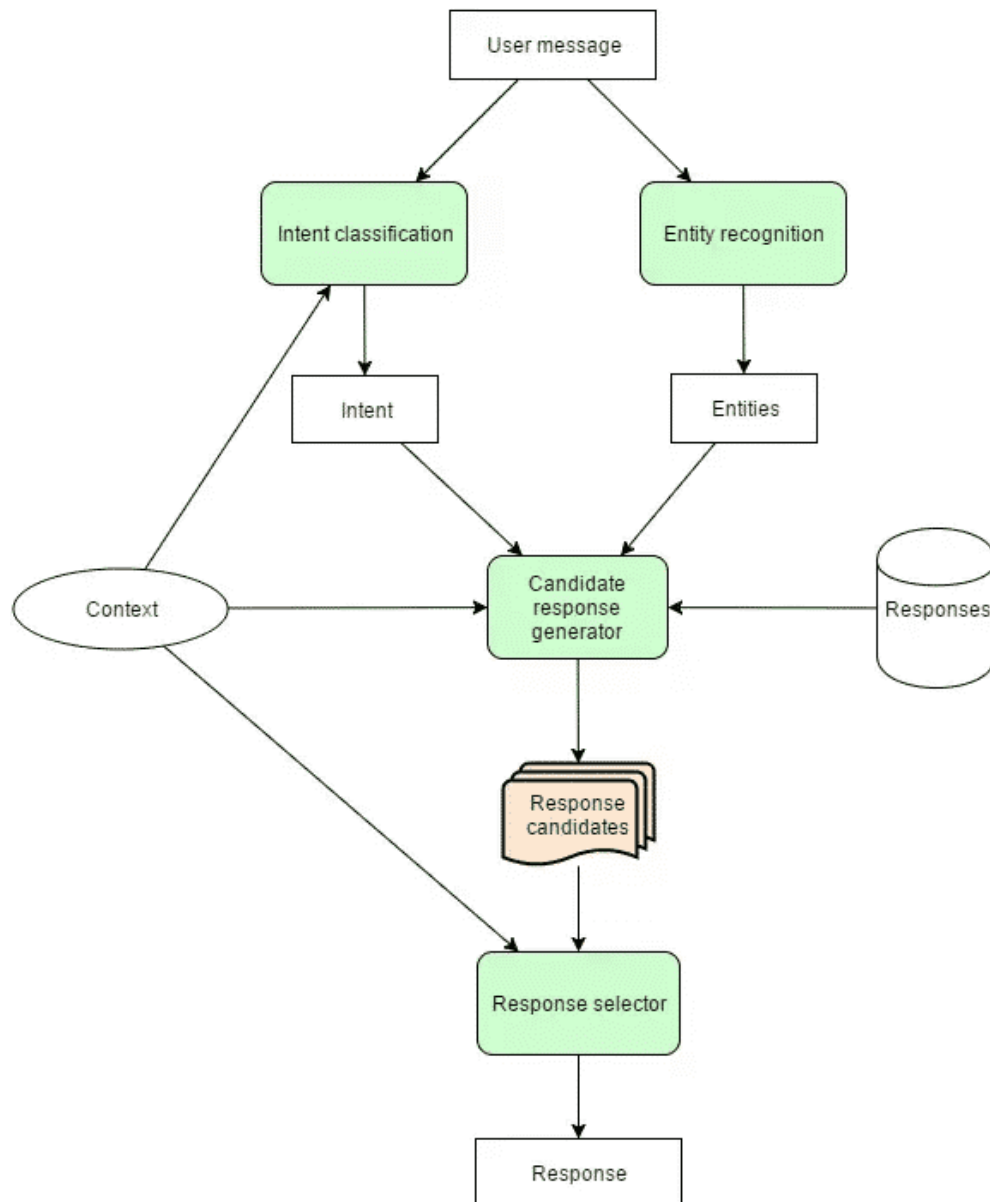 User message
Intent classification
Entity recognition
Intent
Entities
Context
Candidate
response
generator
Responses
Response
candidates
Response selector
Response